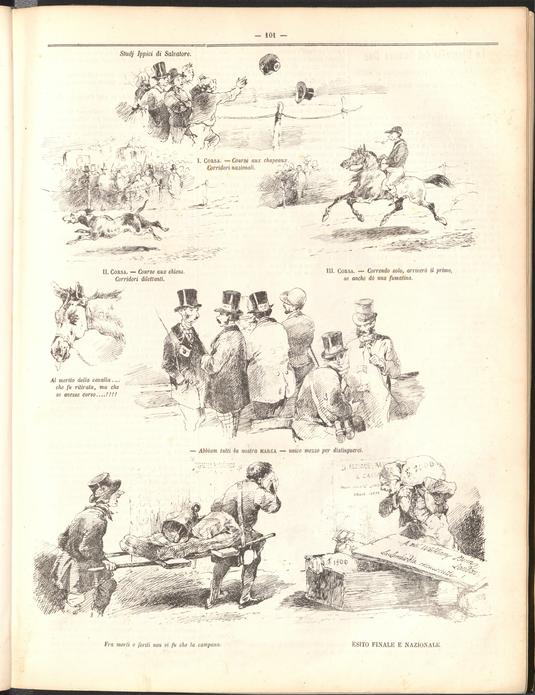 — 101 —
Studj Ippici di Salvatore.
I. CORSA. — Course aux chapeaux
Corridori nazionali.
II. CORSA. — Course aux chiens.
Corridori dilettanti.
III. CORSA. — Correndo solo, arriverà il primo,
se anche dà una fumatina.
Al merito della cavalla....
che fu ritirata, ma che
se avesse corso....!!!!
— Abbiam tutti la nostra MARCA — unico mezzo per distinguerci.
Fra morti e feriti non vi fu che la campana.
ESITO FINALE E NAZIONALE.